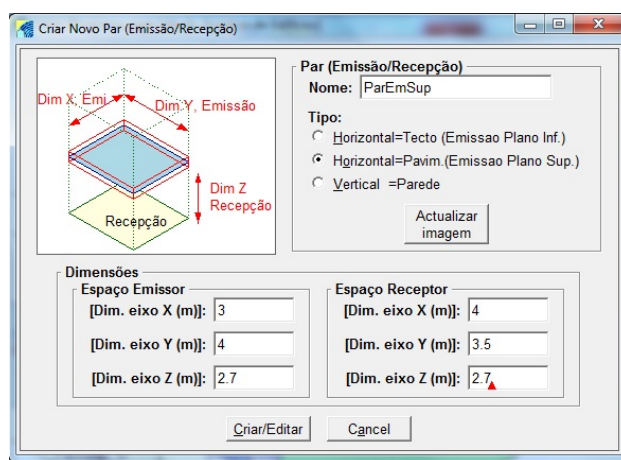 Criar Novo Par (Emissão/Recepção)
Dim X, Emi
Dim Y, Emissão
Dim Z
Recepção
Recepção
Par (Emissão/Recepção)
Nome: ParEmSup
Tipo:
Horizontal=Tecto (Emissao Plano Inf.)
Horizontal=Pavim.(Emissao Plano Sup.)
Vertical =Parede
Actualizar
imagem
Dimensões
Espaço Emissor
[Dim. eixo X (m)]: 3
[Dim. eixo Y (m)]: 4
[Dim. eixo Z (m)]: 2.7
Espaço Receptor
[Dim. eixo X (m)]: 4
[Dim. eixo Y (m)]: 3.5
[Dim. eixo Z (m)]: 2.7
Criar/Editar
Cancel